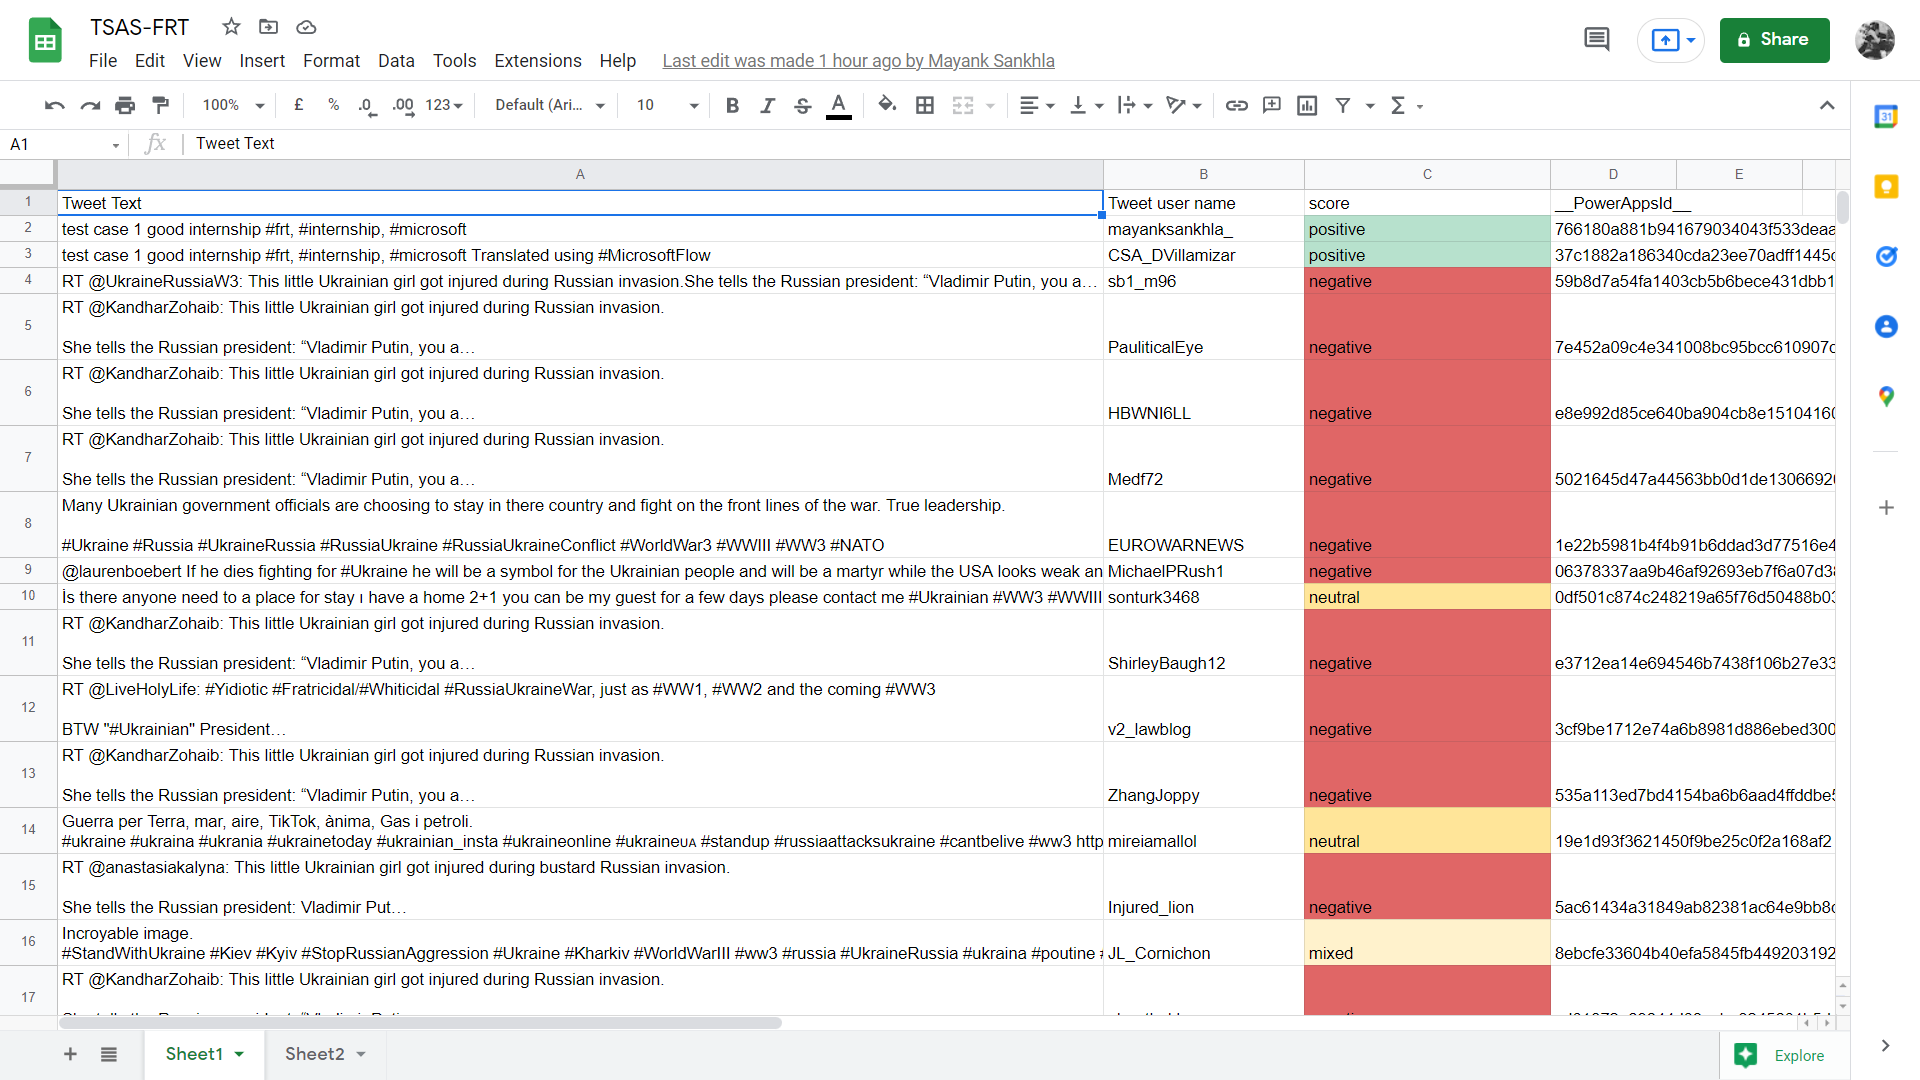 TSAS-FRT
File Edit View Insert Format Data Tools Extensions Help Last edit was made 1 hour ago by Mayank Sankhla
Share
100% £ % .0 .00 123 Default (Ari... 10 B I S A Σ
A1 fx Tweet Text
A B C D E
1 Tweet Text Tweet user name score __PowerAppsId__
2 test case 1 good internship #frt, #internship, #microsoft mayanksankhla_ positive 766180a881b941679034043f533deaa
3 test case 1 good internship #frt, #internship, #microsoft Translated using #MicrosoftFlow CSA_DVillamizar positive 37c1882a186340cda23ee70adff1445c
4 RT @UkraineRussiaW3: This little Ukrainian girl got injured during Russian invasion.She tells the Russian president: “Vladimir Putin, you a… sb1_m96 negative 59b8d7a54fa1403cb5b6bece431dbb1
RT @KandharZohaib: This little Ukrainian girl got injured during Russian invasion.
5
She tells the Russian president: “Vladimir Putin, you a… PauliticalEye negative 7e452a09c4e341008bc95bcc610907c
RT @KandharZohaib: This little Ukrainian girl got injured during Russian invasion.
6
She tells the Russian president: “Vladimir Putin, you a… HBWNI6LL negative e8e992d85ce640ba904cb8e15104160
RT @KandharZohaib: This little Ukrainian girl got injured during Russian invasion.
7
She tells the Russian president: “Vladimir Putin, you a… Medf72 negative 5021645d47a44563bb0d1de1306692
Many Ukrainian government officials are choosing to stay in there country and fight on the front lines of the war. True leadership.
8
#Ukraine #Russia #UkraineRussia #RussiaUkraine #RussiaUkraineConflict #WorldWar3 #WWIII #WW3 #NATO EUROWARNEWS negative 1e22b5981b4f4b91b6ddad3d77516e4
9 @laurenboebert If he dies fighting for #Ukraine he will be a symbol for the Ukrainian people and will be a martyr while the USA looks weak an MichaelPRush1 negative 06378337aa9b46af92693eb7f6a07d38
10 İs there anyone need to a place for stay ı have a home 2+1 you can be my guest for a few days please contact me #Ukrainian #WW3 #WWIII sonturk3468 neutral 0df501c874c248219a65f76d50488b03
RT @KandharZohaib: This little Ukrainian girl got injured during Russian invasion.
11
She tells the Russian president: “Vladimir Putin, you a… ShirleyBaugh12 negative e3712ea14e694546b7438f106b27e33
RT @LiveHolyLife: #Yidiotic #Fratricidal/#Whiticidal #RussiaUkraineWar, just as #WW1, #WW2 and the coming #WW3
12
BTW "#Ukrainian" President… v2_lawblog negative 3cf9be1712e74a6b8981d886ebed300
RT @KandharZohaib: This little Ukrainian girl got injured during Russian invasion.
13
She tells the Russian president: “Vladimir Putin, you a… ZhangJoppy negative 535a113ed7bd4154ba6b6aad4ffddbe5
Guerra per Terra, mar, aire, TikTok, ànima, Gas i petroli.
14
#ukraine #ukraina #ukrania #ukrainetoday #ukrainian_insta #ukraineonline #ukraineUA #standup #russiaattacksukraine #cantbelive #ww3 http mireiamallol neutral 19e1d93f3621450f9be25c0f2a168af2
RT @anastasiakalyna: This little Ukrainian girl got injured during bustard Russian invasion.
15
She tells the Russian president: Vladimir Put… Injured_lion negative 5ac61434a31849ab82381ac64e9bb8c
Incroyable image.
16
#StandWithUkraine #Kiev #Kyiv #StopRussianAggression #Ukraine #Kharkiv #WorldWarIII #ww3 #russia #UkraineRussia #ukraina #poutine JL_Cornichon mixed 8ebcfe33604b40efa5845fb449203192
RT @KandharZohaib: This little Ukrainian girl got injured during Russian invasion.
17
Sheet1 Sheet2 Explore
31